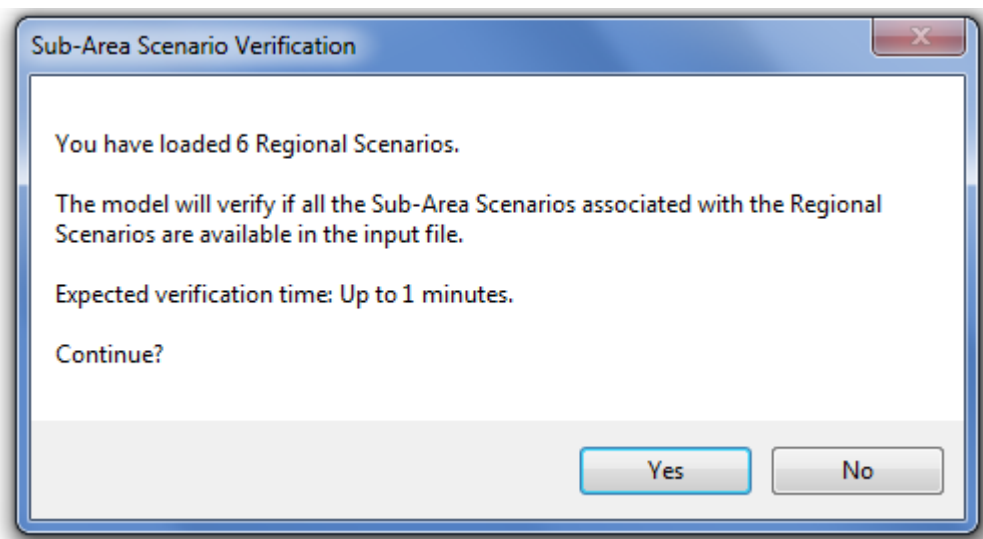 Sub-Area Scenario Verification
You have loaded 6 Regional Scenarios.
The model will verify if all the Sub-Area Scenarios associated with the Regional
Scenarios are available in the input file.
Expected verification time: Up to 1 minutes.
Continue?
Yes
No